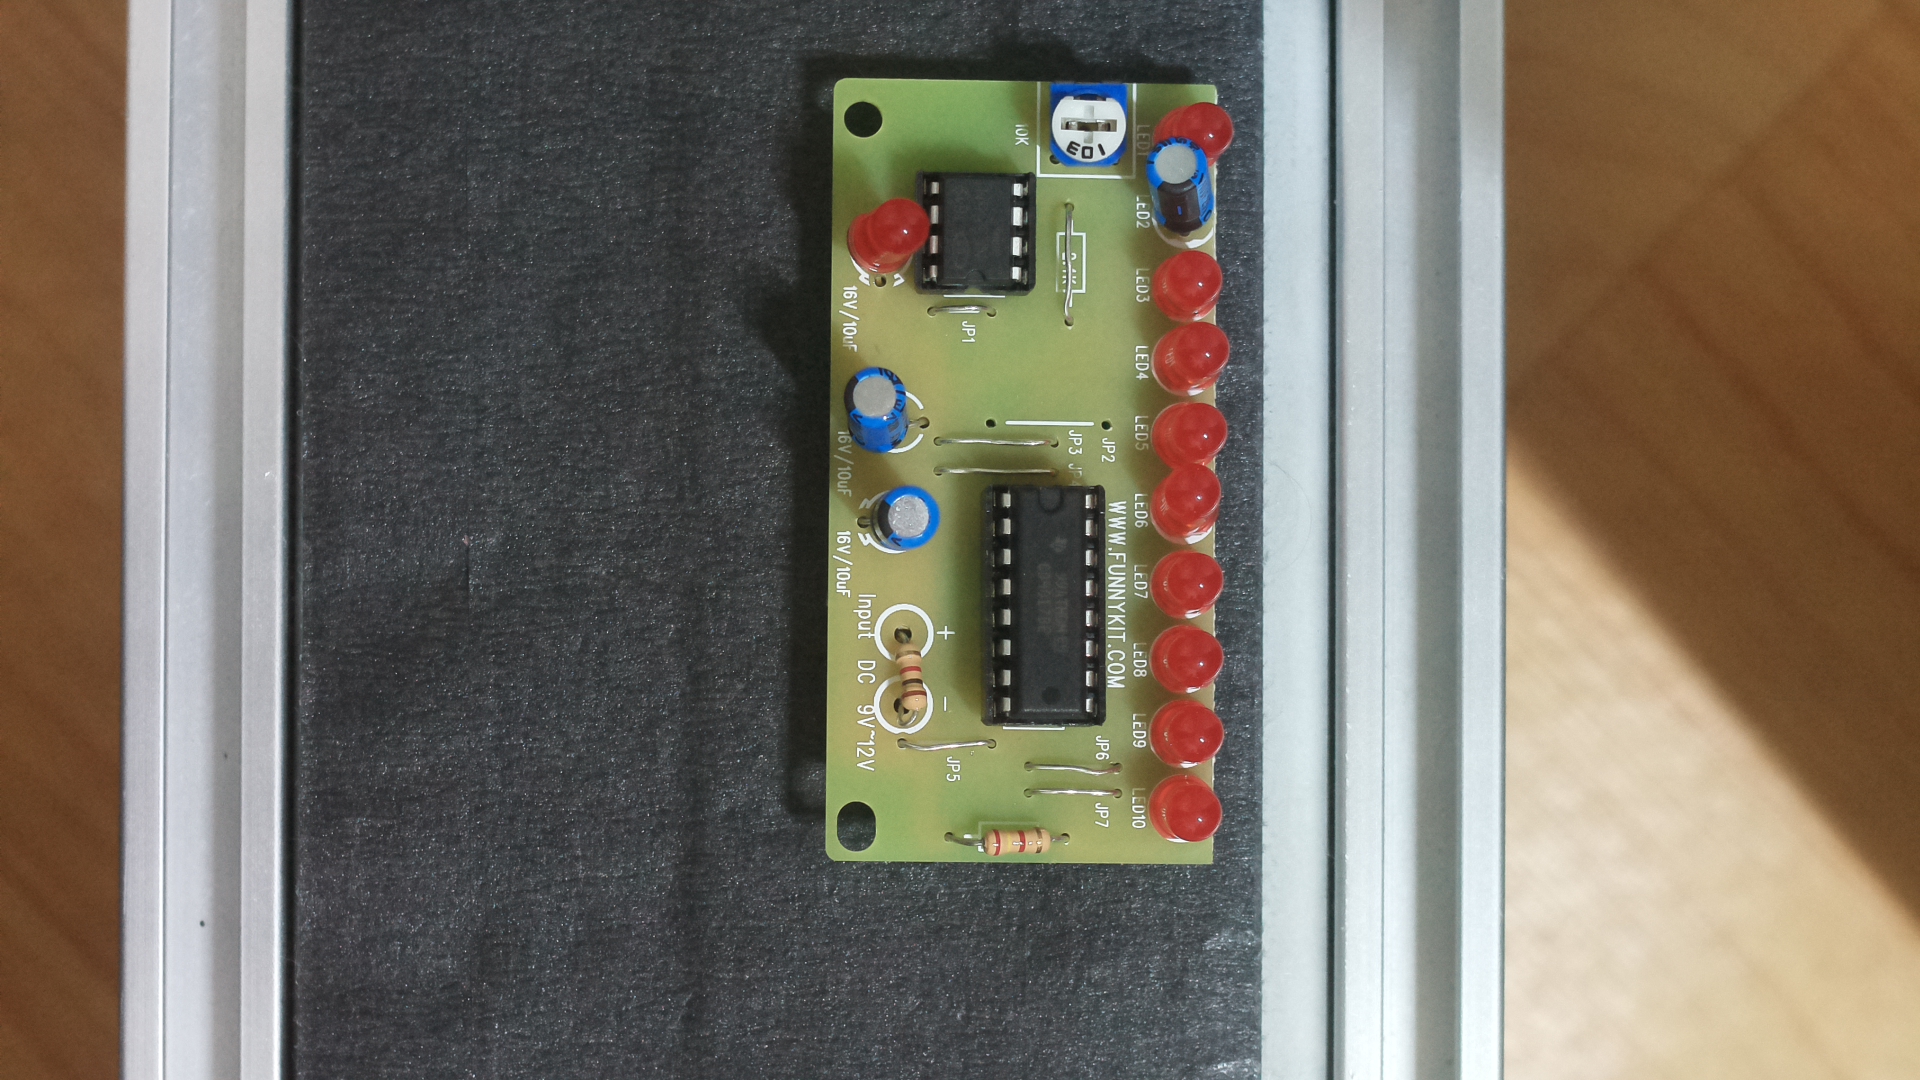 10K
103
LED1
LED2
LED3
LED4
LED5
LED6
LED7
LED8
LED9
LED10
16V/10uF
JP1
16V/10uF
JP3
JP2
16V/10uF
WWW.FUNNYKIT.COM
Input DC 9V~12V
+
-
JP5
JP6
JP7